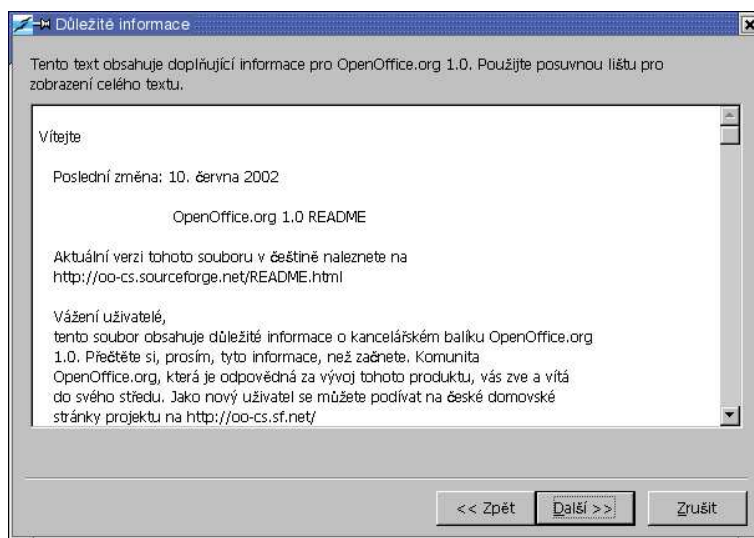 Důležité informace
Tento text obsahuje doplňující informace pro OpenOffice.org 1.0. Použijte posuvnou lištu pro
zobrazení celého textu.
Vítejte
Poslední změna: 10. června 2002
OpenOffice.org 1.0 README
Aktuální verzi tohoto souboru v češtině naleznete na
http://oo-cs.sourceforge.net/README.html
Vážení uživatelé,
tento soubor obsahuje důležité informace o kancelářském balíku OpenOffice.org
1.0. Přečtěte si, prosím, tyto informace, než začnete. Komunita
OpenOffice.org, která je odpovědná za vývoj tohoto produktu, vás zve a vítá
do svého středu. Jako nový uživatel se můžete podívat na české domovské
stránky projektu na http://oo-cs.sf.net/
<< Zpět Další >> Zrušit